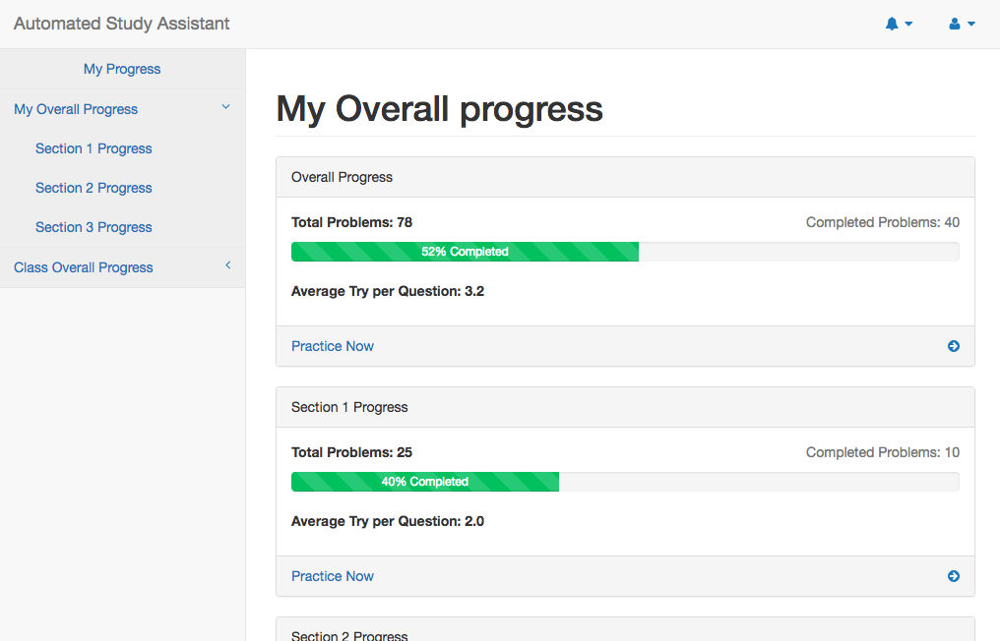 Automated Study Assistant
My Progress
My Overall Progress
Section 1 Progress
Section 2 Progress
Section 3 Progress
Class Overall Progress
My Overall progress
Overall Progress
Total Problems: 78
Completed Problems: 40
52% Completed
Average Try per Question: 3.2
Practice Now
Section 1 Progress
Total Problems: 25
Completed Problems: 10
40% Completed
Average Try per Question: 2.0
Practice Now
Section 2 Progress